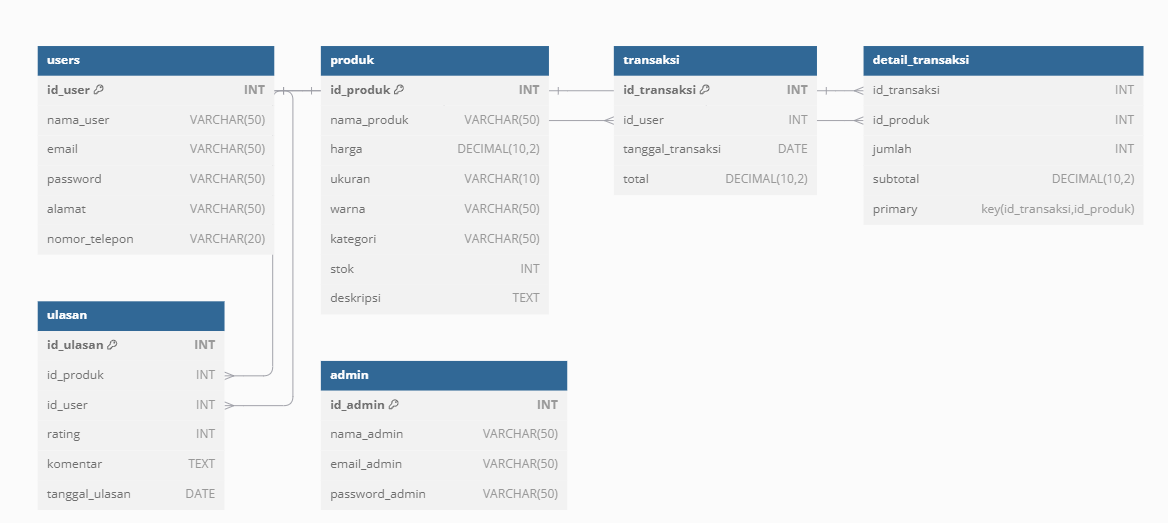 users
id_user INT
nama_user VARCHAR(50)
email VARCHAR(50)
password VARCHAR(50)
alamat VARCHAR(50)
nomor_telepon VARCHAR(20)
produk
id_produk INT
nama_produk VARCHAR(50)
harga DECIMAL(10,2)
ukuran VARCHAR(10)
warna VARCHAR(50)
kategori VARCHAR(50)
stok INT
deskripsi TEXT
transaksi
id_transaksi INT
id_user INT
tanggal_transaksi DATE
total DECIMAL(10,2)
detail_transaksi
id_transaksi INT
id_produk INT
jumlah INT
subtotal DECIMAL(10,2)
primary key(id_transaksi,id_produk)
ulasan
id_ulasan INT
id_produk INT
id_user INT
rating INT
komentar TEXT
tanggal_ulasan DATE
admin
id_admin INT
nama_admin VARCHAR(50)
email_admin VARCHAR(50)
password_admin VARCHAR(50)